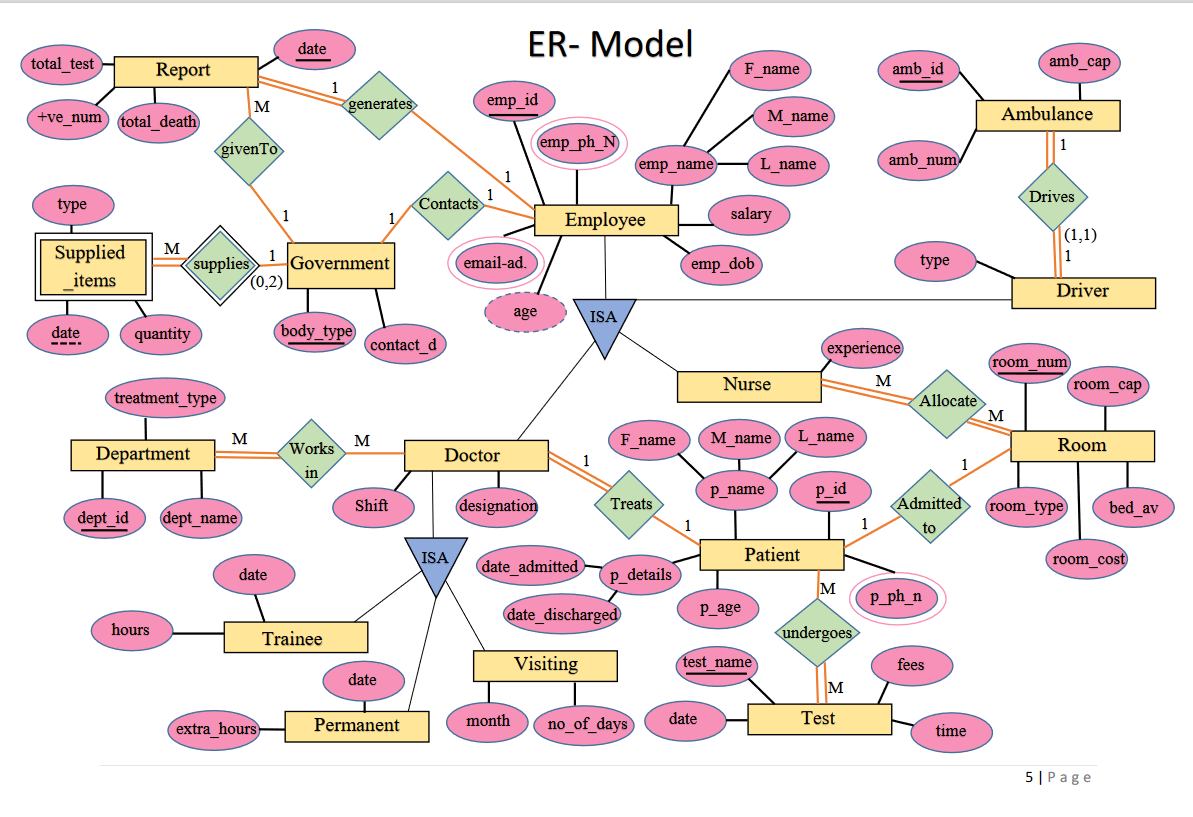 ER- Model
total_test
date
Report
+ve_num
total_death
M
1
generates
givenTo
1
1
emp_id
emp_ph_N
F_name
M_name
emp_name
L_name
amb_id
amb_cap
Ambulance
amb_num
1
Drives
(1,1)
1
type
Driver
type
Supplied
_items
M
supplies
1
(0,2)
Government
1
Contacts
1
Employee
salary
email-ad.
emp_dob
age
date
quantity
body_type
contact_d
ISA
experience
Nurse
M
Allocate
M
room_num
room_cap
Room
treatment_type
Department
M
Works
in
M
Doctor
dept_id
dept_name
Shift
designation
1
Treats
1
F_name
M_name
L_name
p_name
p_id
1
Admitted
to
1
room_type
bed_av
room_cost
Patient
date_admitted
p_details
date_discharged
p_age
p_ph_n
ISA
date
hours
Trainee
M
undergoes
M
Visiting
date
extra_hours
Permanent
month
no_of_days
test_name
fees
date
Test
time
5 | Page